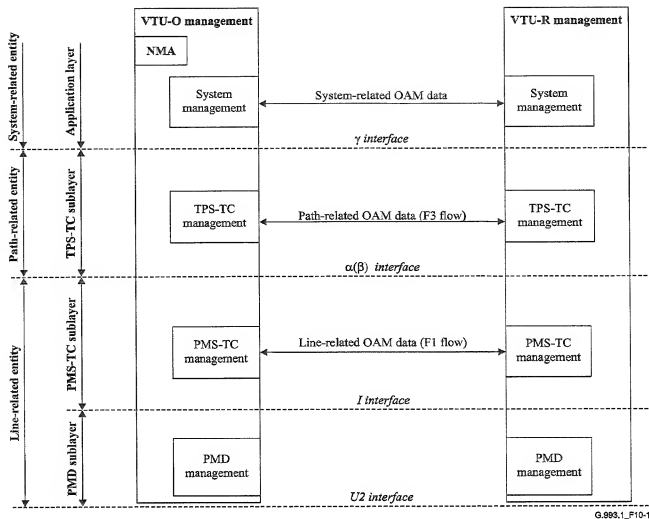 VTU-O management
VTU-R management
NMA
System-related entity
Application layer
System
management
System-related OAM data
System
management
γ interface
Path-related entity
TPS-TC sublayer
TPS-TC
management
Path-related OAM data (F3 flow)
TPS-TC
management
α(β) interface
Line-related entity
PMS-TC sublayer
PMS-TC
management
Line-related OAM data (F1 flow)
PMS-TC
management
I interface
PMD sublayer
PMD
management
PMD
management
U2 interface
G.993.1_F10-1